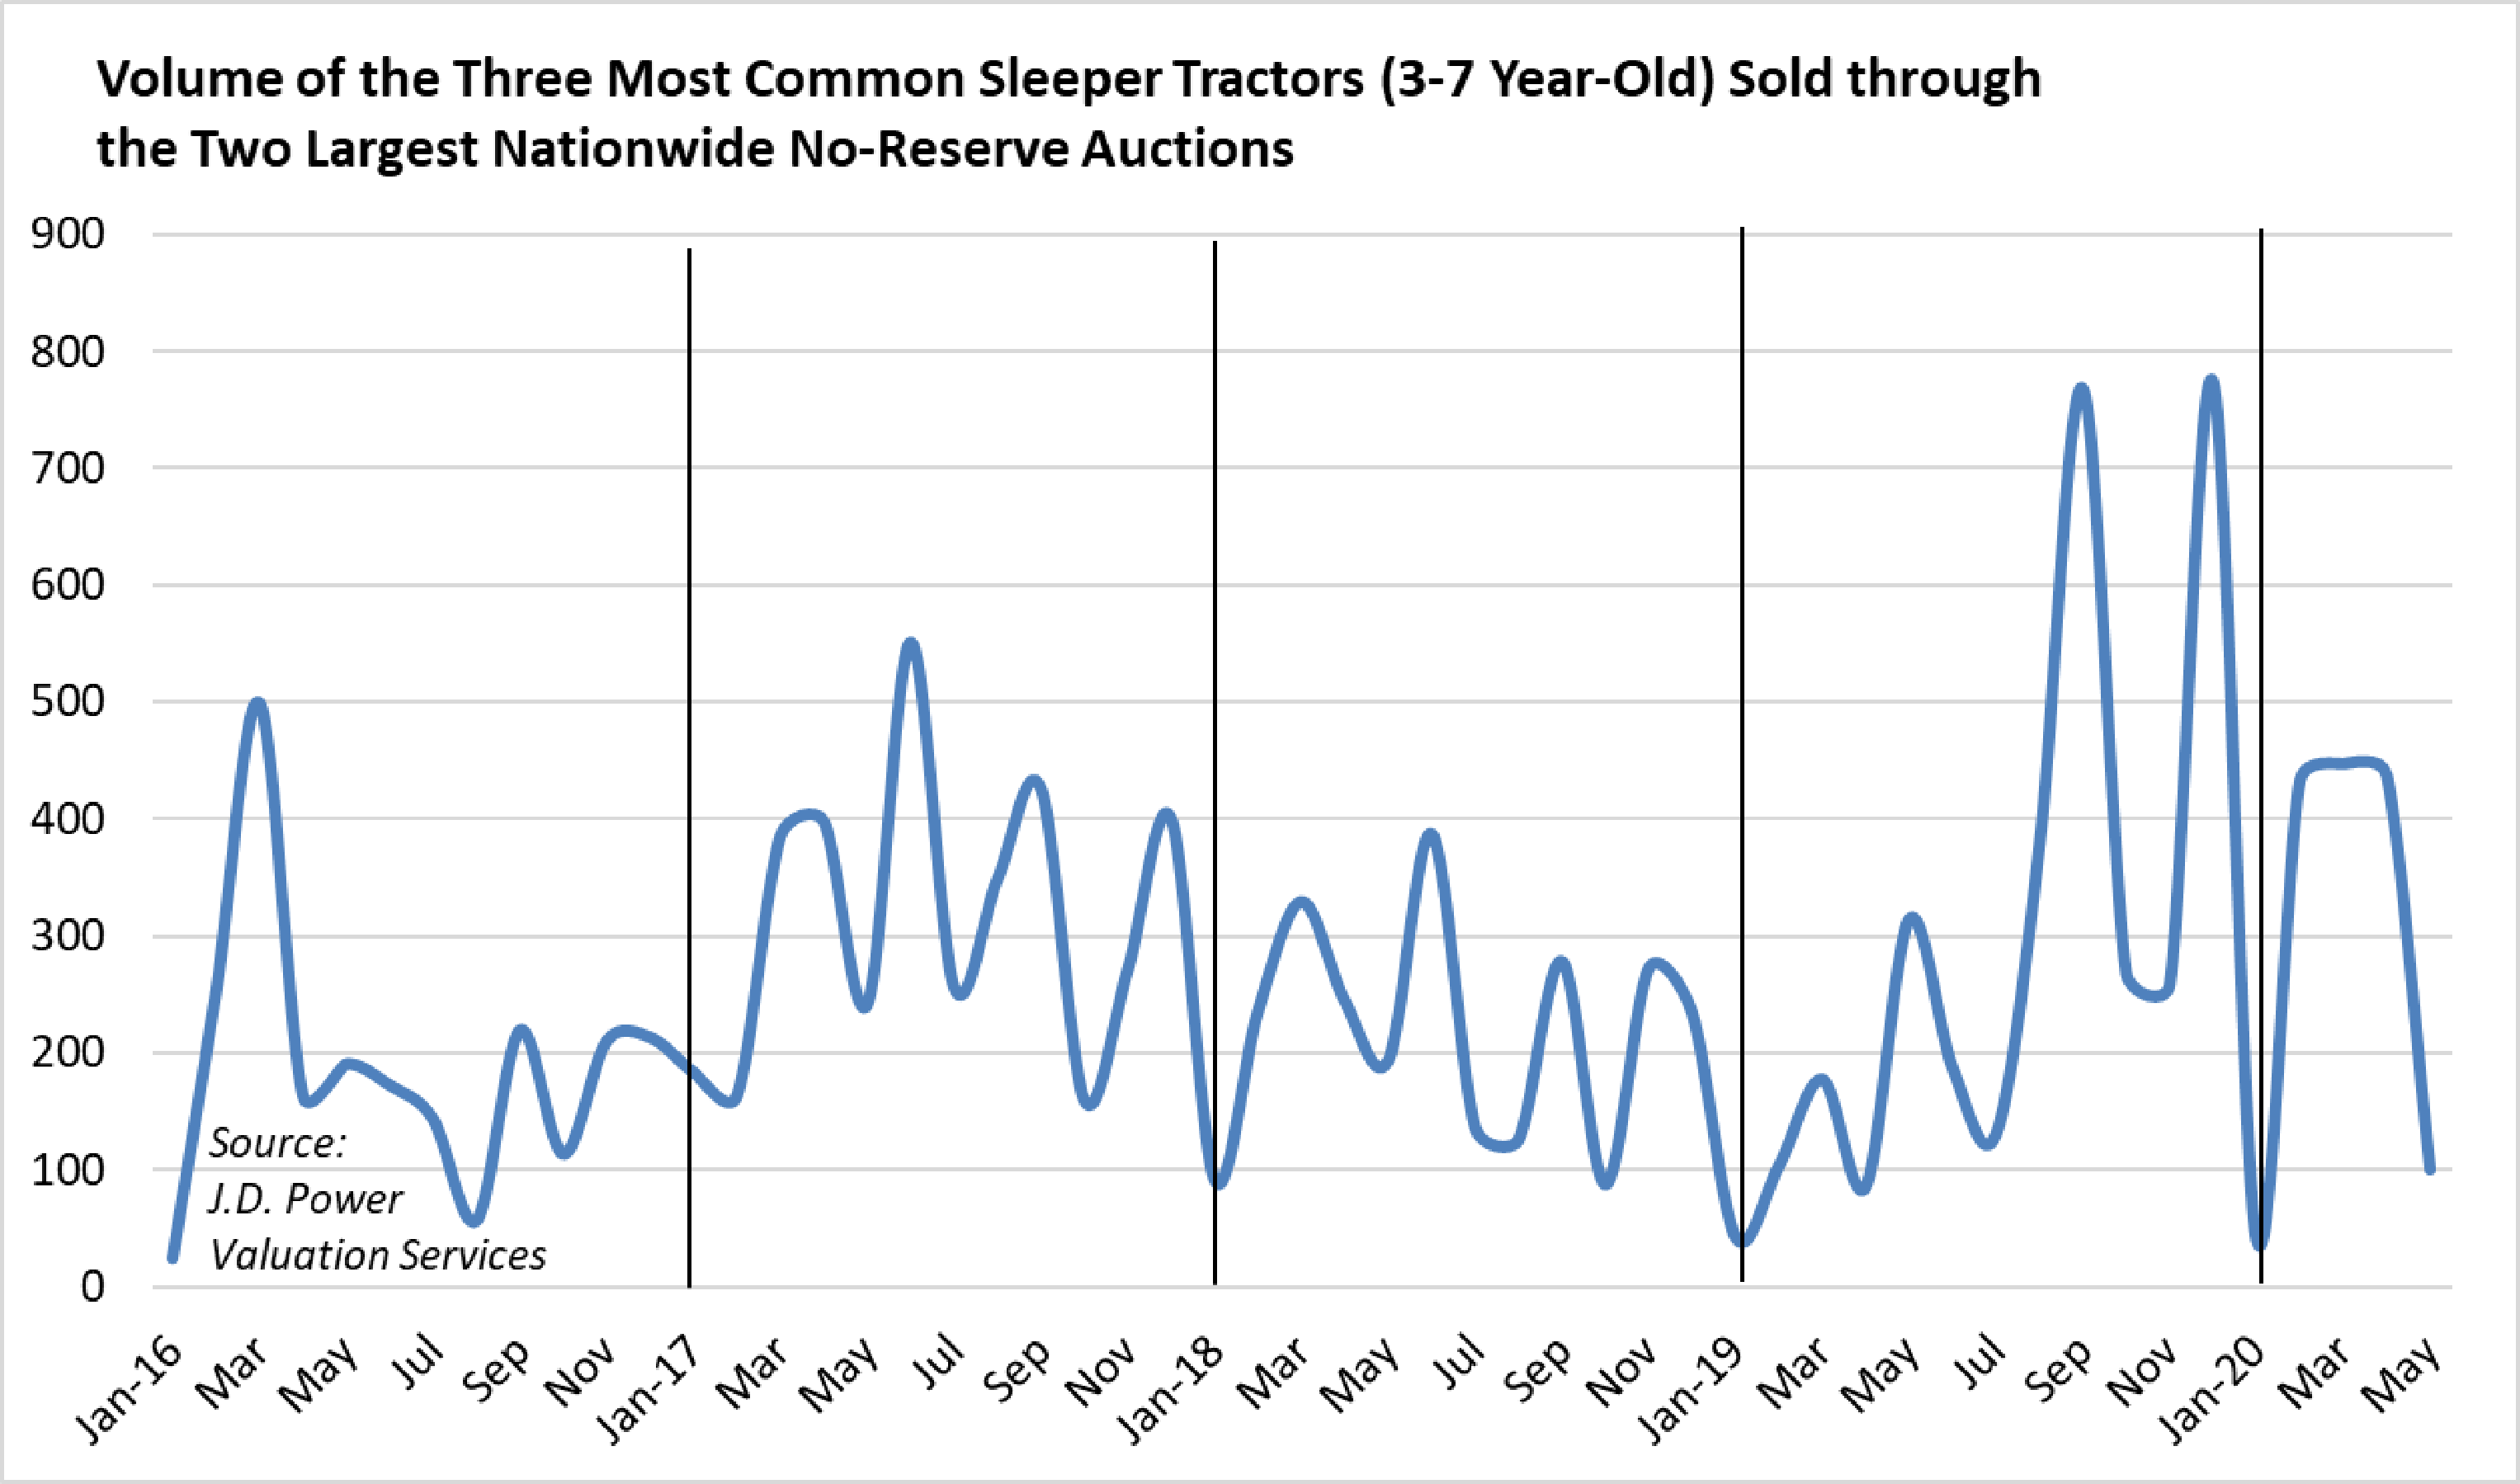 Volume of the Three Most Common Sleeper Tractors (3-7 Year-Old) Sold through
the Two Largest Nationwide No-Reserve Auctions
900
800
700
600
500
400
300
200
100
0
Source:
J.D. Power
Valuation Services
Jan-16
Mar
May
Jul
Sep
Nov
Jan-17
Mar
May
Jul
Sep
Nov
Jan-18
Mar
May
Jul
Sep
Nov
Jan-19
Mar
May
Jul
Sep
Nov
Jan-20
Mar
May